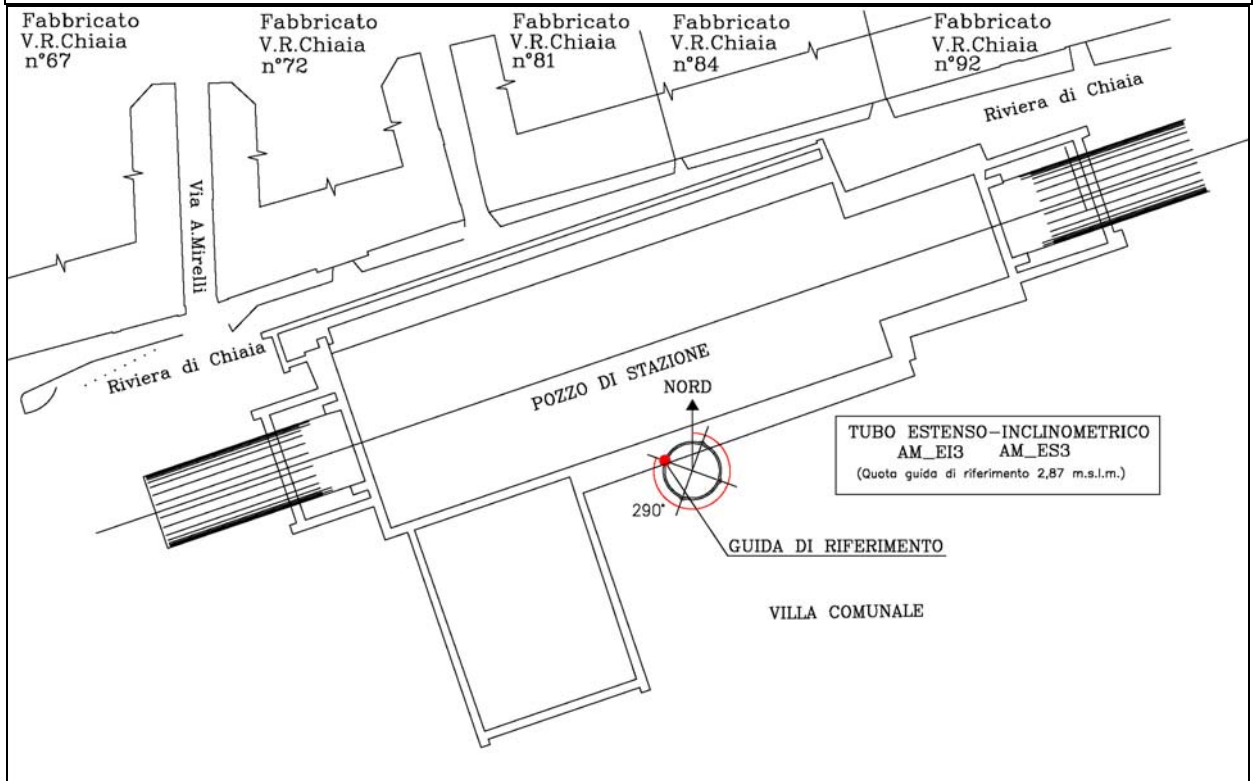 Fabbricato
V.R.Chiaia
n°67
Fabbricato
V.R.Chiaia
n°72
Fabbricato
V.R.Chiaia
n°81
Fabbricato
V.R.Chiaia
n°84
Fabbricato
V.R.Chiaia
n°92
Riviera di Chiaia
Via A.Mirelli
Riviera di Chiaia
POZZO DI STAZIONE
NORD
TUBO ESTENSO-INCLINOMETRICO
AM_EI3 AM_ES3
(Quota guida di riferimento 2,87 m.s.l.m.)
290°
GUIDA DI RIFERIMENTO
VILLA COMUNALE